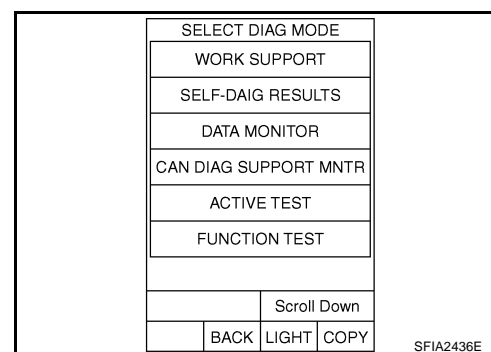 SELECT DIAG MODE
WORK SUPPORT
SELF-DAIG RESULTS
DATA MONITOR
CAN DIAG SUPPORT MNTR
ACTIVE TEST
FUNCTION TEST
Scroll Down
BACK LIGHT COPY
SFIA2436E